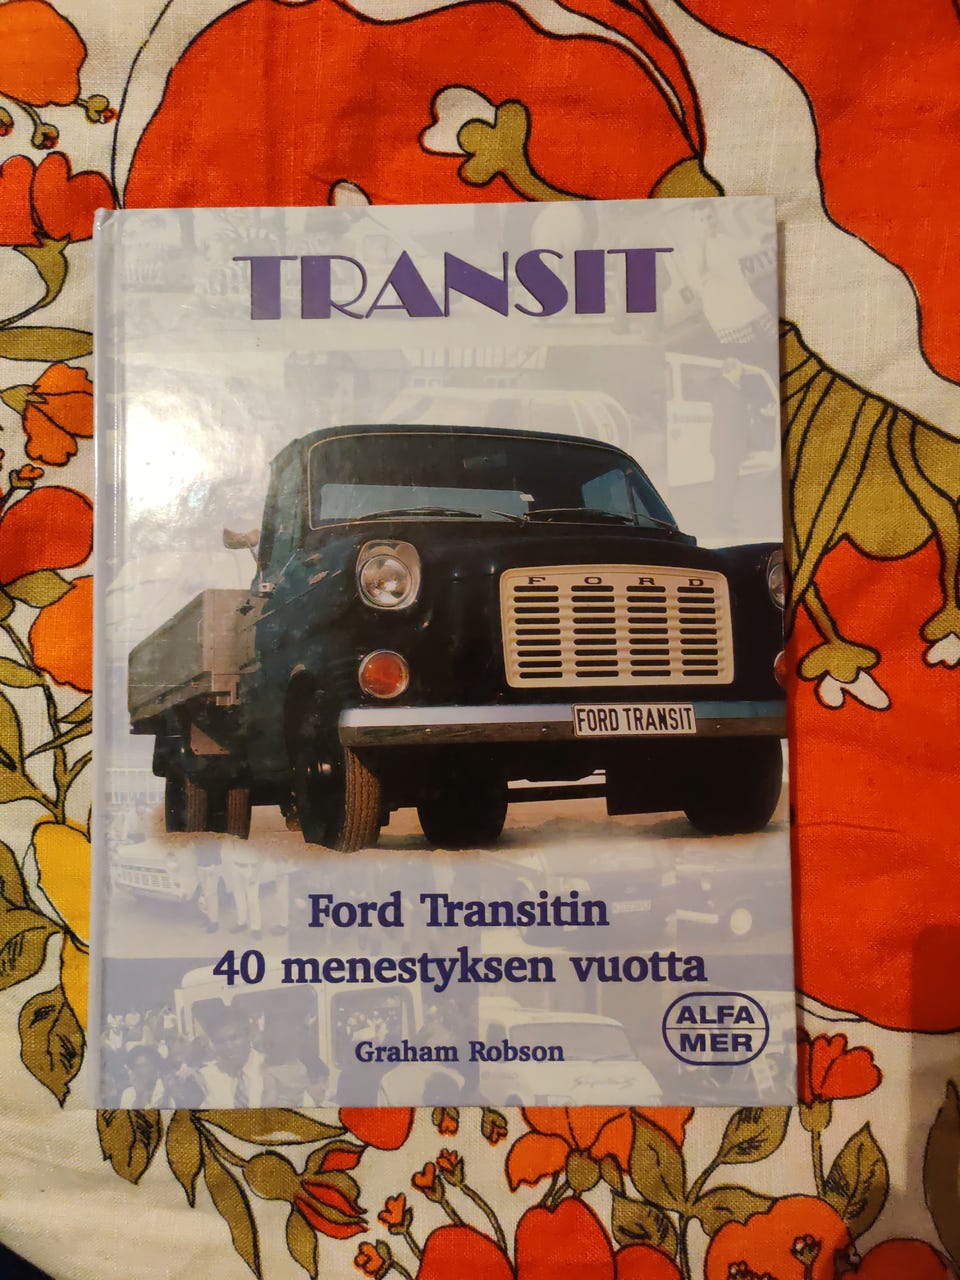 TRANSIT
FORD
FORD TRANSIT
Ford Transitin
40 menestyksen vuotta
ALFA
MER
Graham Robson